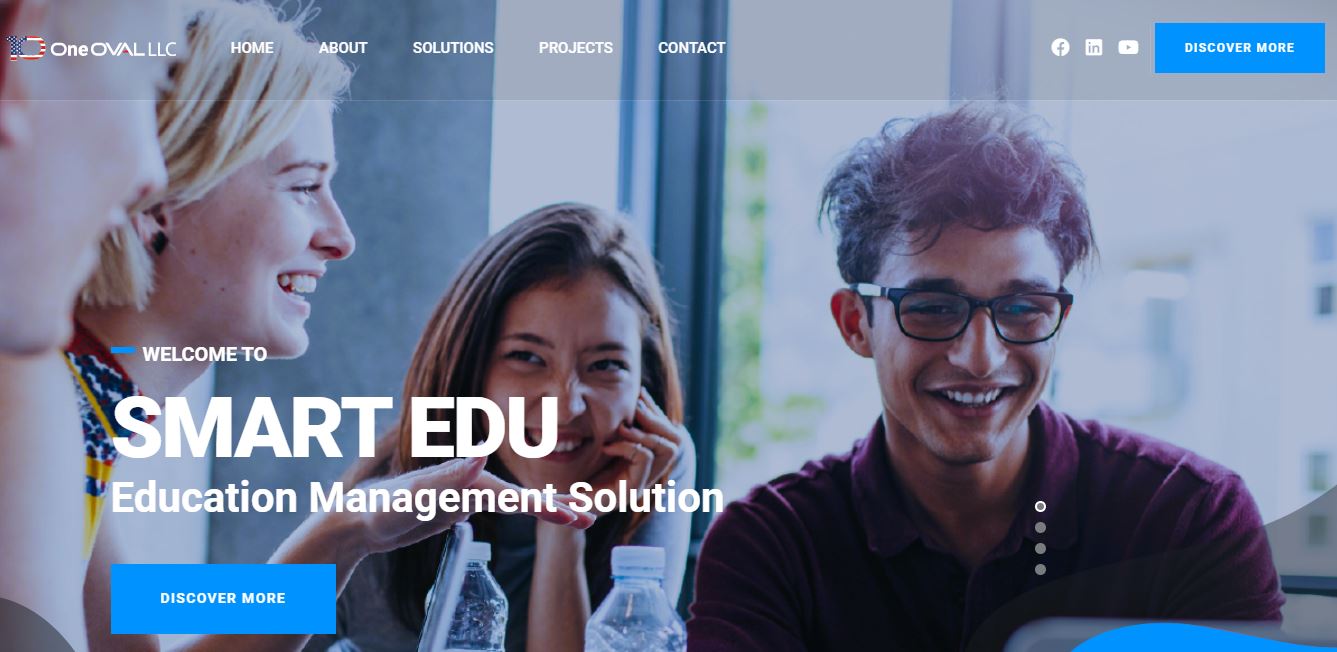 One OVAL LLC
HOME
ABOUT
SOLUTIONS
PROJECTS
CONTACT
DISCOVER MORE
WELCOME TO
SMART EDU
Education Management Solution
DISCOVER MORE